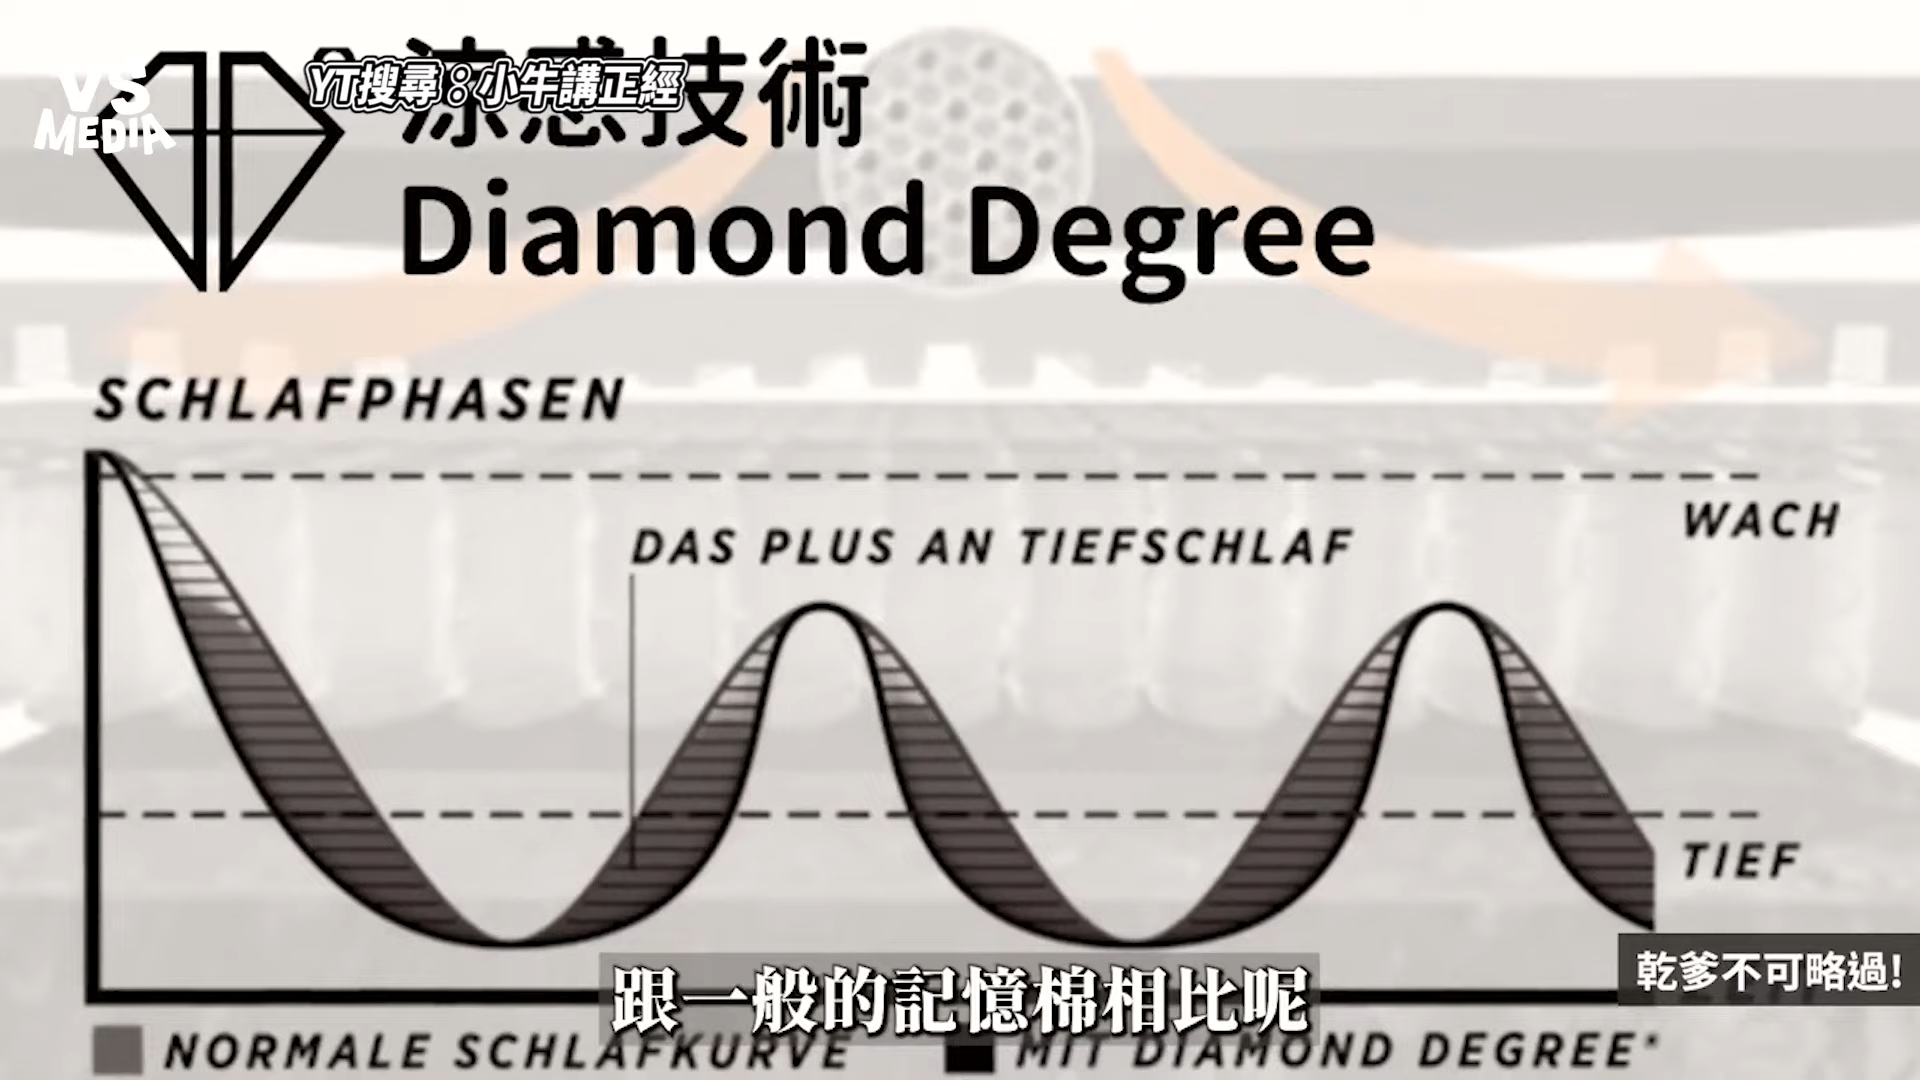 VS
MEDIA
YT搜尋：小牛講正經
涼感技術
Diamond Degree
SCHLAFPHASEN
WACH
DAS PLUS AN TIEFSCHLAF
TIEF
乾爹不可略過!
跟一般的記憶棉相比呢
NORMALE SCHLAFKURVE
MIT DIAMOND DEGREE*